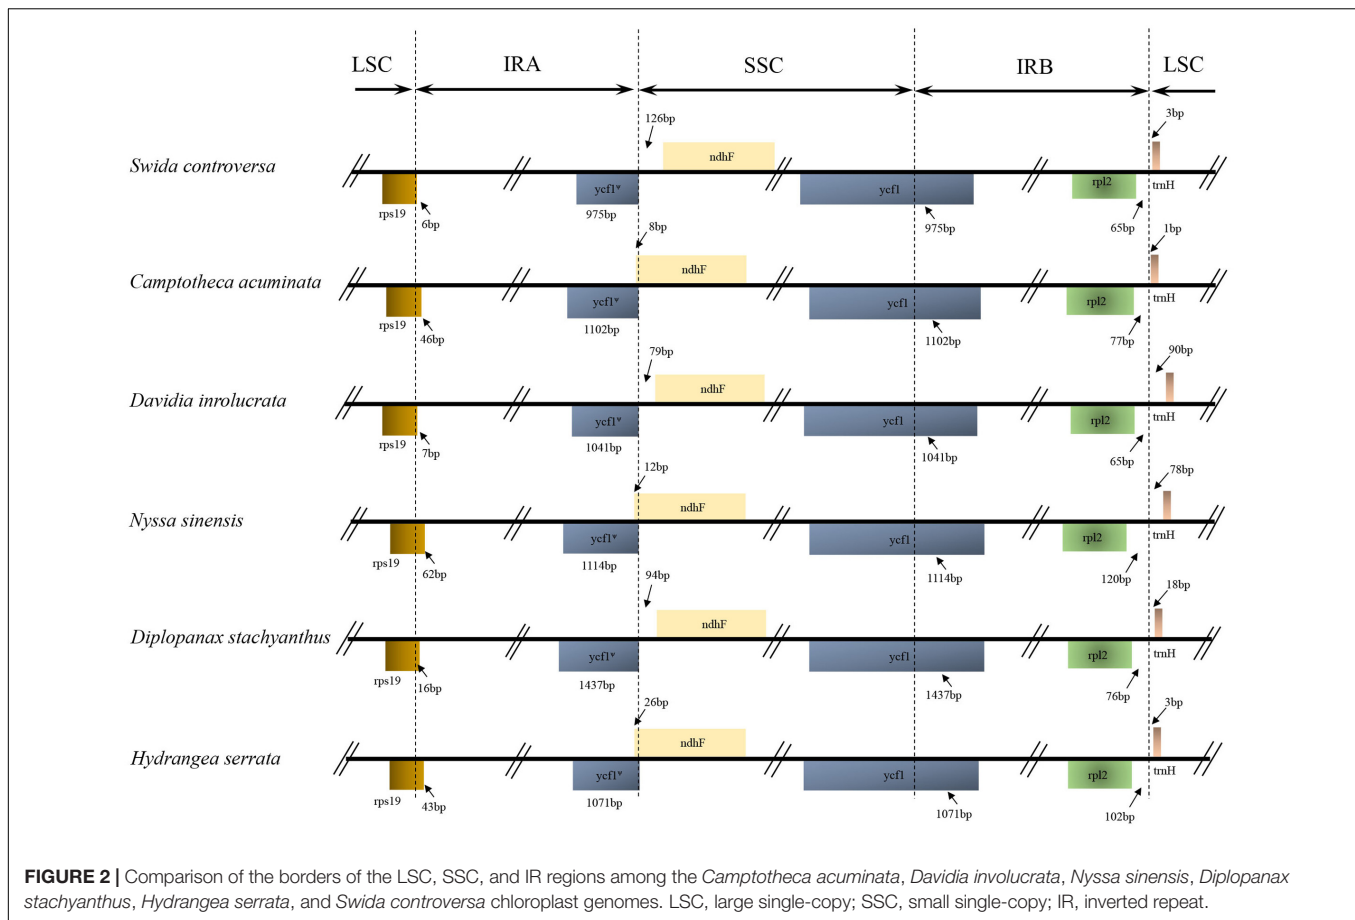 LSC IRA SSC IRB LSC
126bp 3bp
ndhF
Swida controversa
ycf1ᴪ ycf1 rpl2 trnH
rps19 6bp 975bp 975bp 65bp
8bp 1bp
ndhF
Camptotheca acuminata
ycf1ᴪ ycf1 rpl2 trnH
rps19 46bp 1102bp 1102bp 77bp
79bp 90bp
ndhF
Davidia inrolucrata
ycf1ᴪ ycf1 rpl2 trnH
rps19 7bp 1041bp 1041bp 65bp
12bp 78bp
ndhF
Nyssa sinensis
ycf1ᴪ ycf1 rpl2 trnH
rps19 62bp 1114bp 1114bp 120bp
94bp 18bp
ndhF
Diplopanax stachyanthus
ycf1ᴪ ycf1 rpl2 trnH
rps19 16bp 1437bp 1437bp 76bp
26bp 3bp
ndhF
Hydrangea serrata
ycf1ᴪ ycf1 rpl2 trnH
rps19 43bp 1071bp 1071bp 102bp
FIGURE 2 | Comparison of the borders of the LSC, SSC, and IR regions among the Camptotheca acuminata, Davidia involucrata, Nyssa sinensis, Diplopanax
stachyanthus, Hydrangea serrata, and Swida controversa chloroplast genomes. LSC, large single-copy; SSC, small single-copy; IR, inverted repeat.